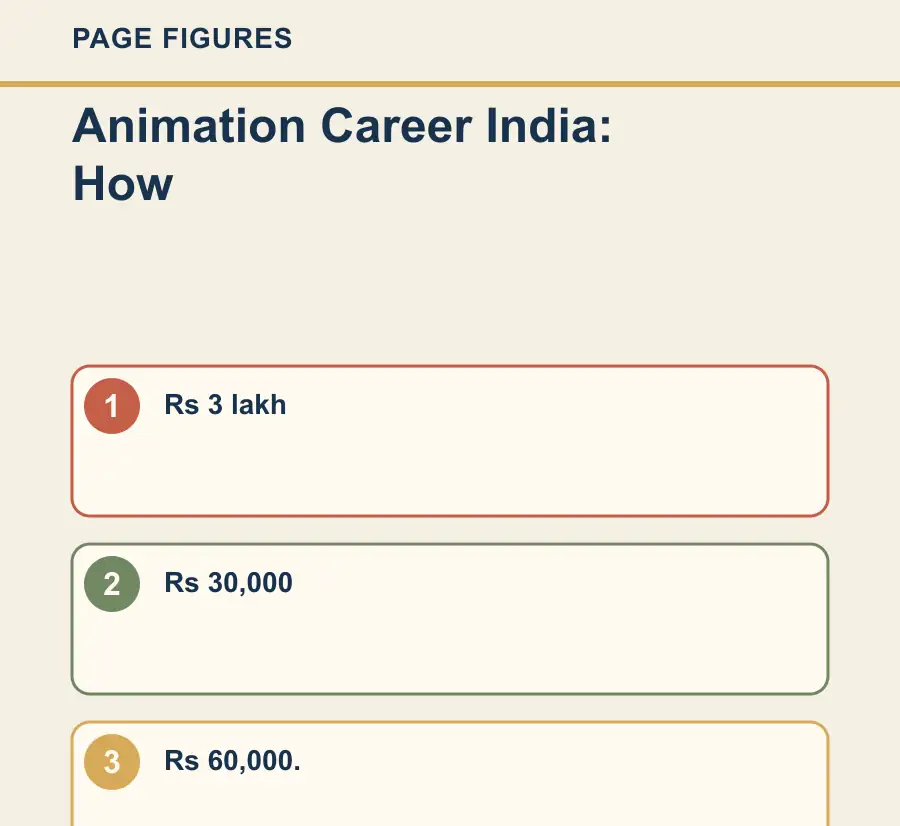 PAGE FIGURES
Animation Career India:
How
1 Rs 3 lakh
2 Rs 30,000
3 Rs 60,000.